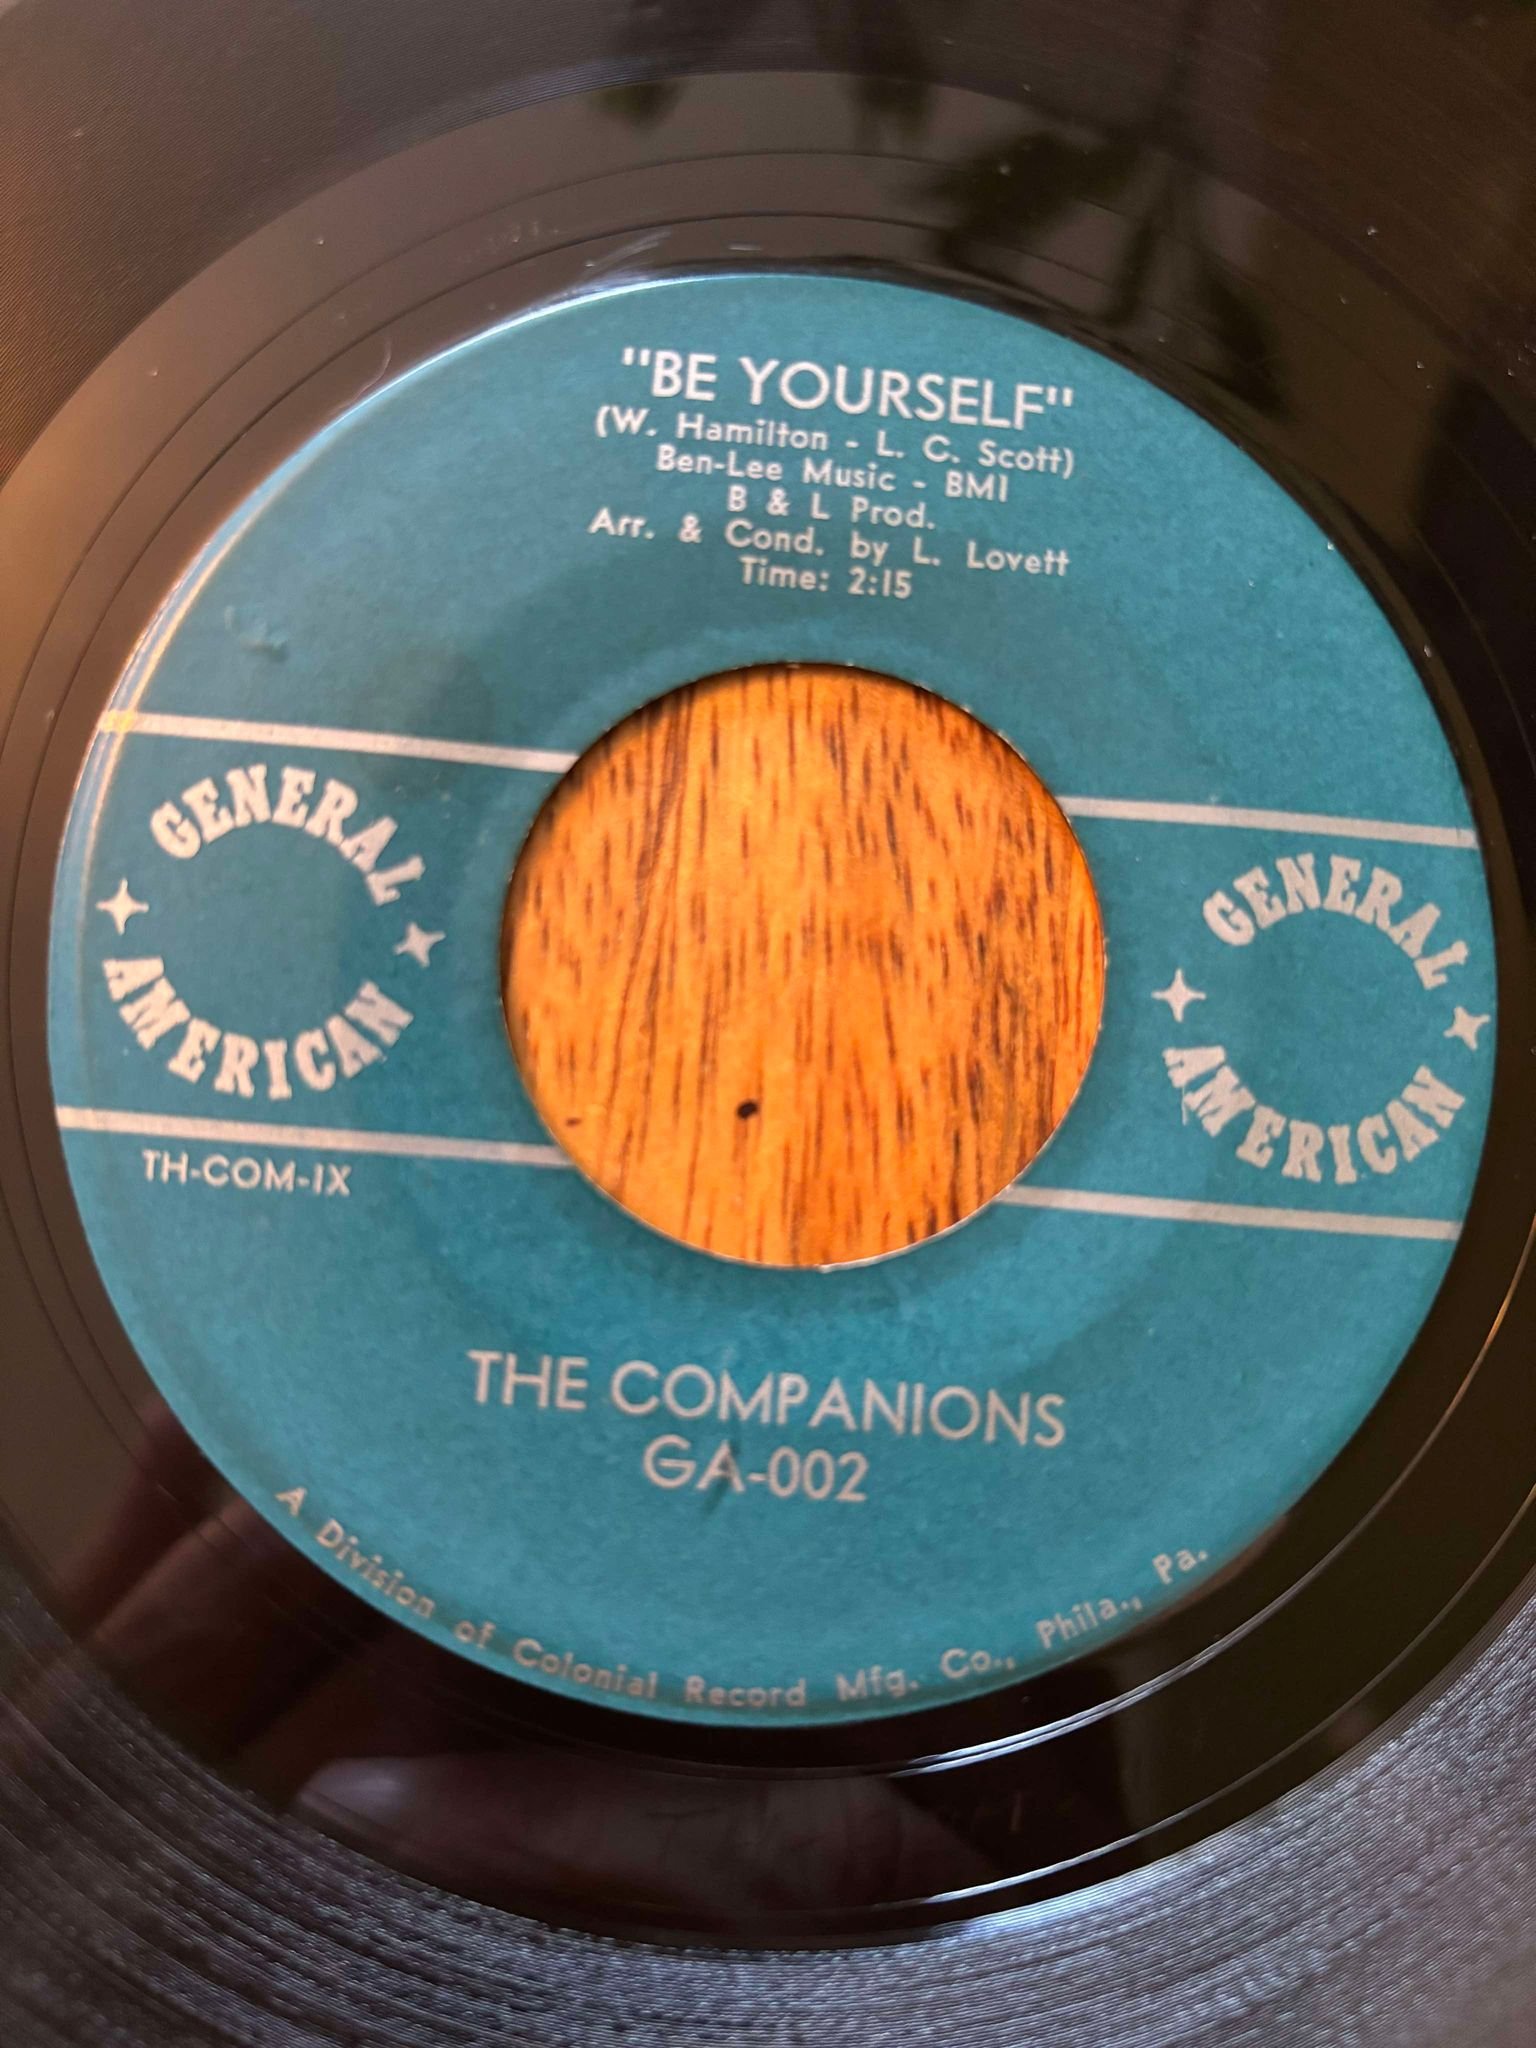 "BE YOURSELF"
(W. Hamilton - L. C. Scott)
Ben-Lee Music - BMI
B & L Prod.
Arr. & Cond. by L. Lovett
Time: 2:15
GENERAL
AMERICAN
GENERAL
AMERICAN
TH-COM-IX
THE COMPANIONS
GA-002
A Division of Colonial Record Mfg. Co., Phila., Pa.